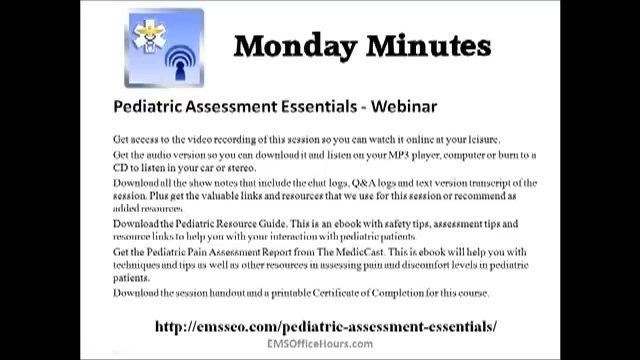 Monday Minutes
Pediatric Assessment Essentials - Webinar
Get access to the video recording of this session so you can watch it online at your leisure.
Get the audio version so you can download it and listen on your MP3 player, computer or burn to a
CD to listen in your car or stereo.
Download all the show notes that include the chat logs, Q&A logs and text version transcript of the
session. Plus get the valuable links and resources that we use for this session or recommend as
added resources.
Download the Pediatric Resource Guide. This is an ebook with safety tips, assessment tips and
resource links to help you with your interaction with pediatric patients
Get the Pediatric Pain Assessment Report from The MedicCast. This is ebook will help you with
techniques and tips as well as other resources in assessing pain and discomfort levels in pediatric
patients.
Download the session handout and a printable Certificate of Completion for this course.
http://emsseo.com/pediatric-assessment-essentials/
EMSOfficeHours.com